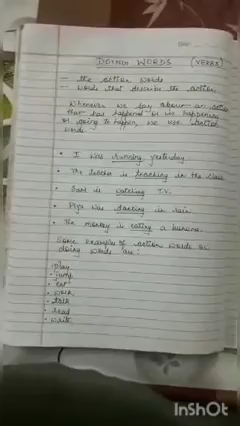 DOING WORDS (VERBS)
- the action words
- words that describe the action
Whenever we say about an action
that has happened or is happening
or going to happen, we use action
words.
• I was running yesterday.
• The teacher is teaching in the class.
• Sam is watching T.V.
• Priya was dancing in rain.
• The monkey is eating a banana.
Some examples of action words or
doing words are:
• play
• jump
• eat
• work
• talk
• read
• write
InShOt